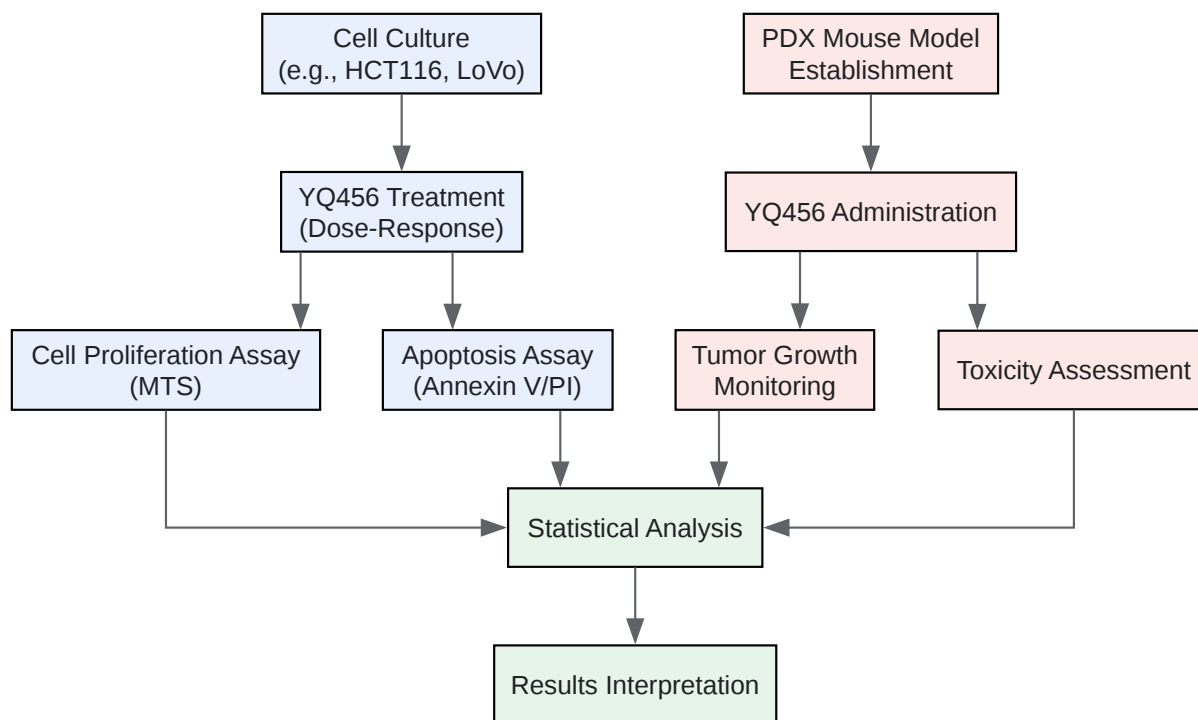 Cell Culture
(e.g., HCT116, LoVo)
PDX Mouse Model
Establishment
YQ456 Treatment
(Dose-Response)
YQ456 Administration
Cell Proliferation Assay
(MTS)
Apoptosis Assay
(Annexin V/PI)
Tumor Growth
Monitoring
Toxicity Assessment
Statistical Analysis
Results Interpretation